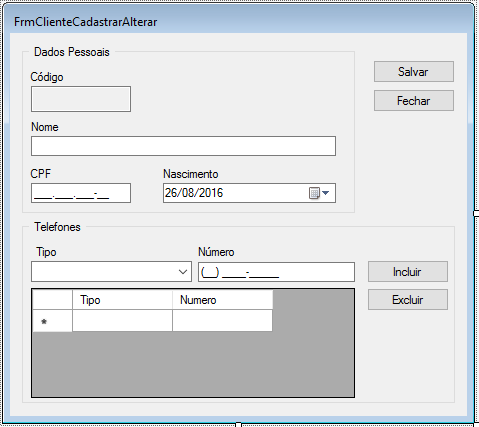 FrmClienteCadastrarAlterar
Dados Pessoais
Código
Salvar
Fechar
Nome
CPF Nascimento
___.___.___-__ 26/08/2016
Telefones
Tipo Número
(__) ____-_____ Incluir
Tipo Numero Excluir
*